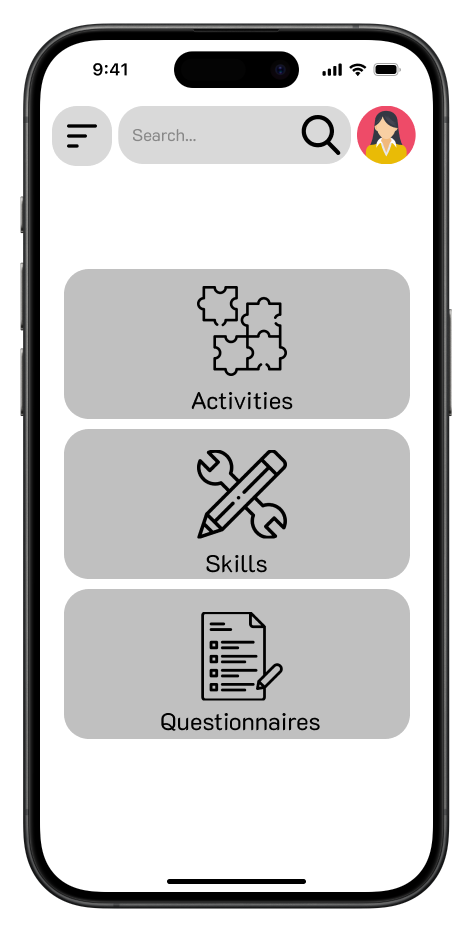 9:41
Search...
Activities
Skills
Questionnaires